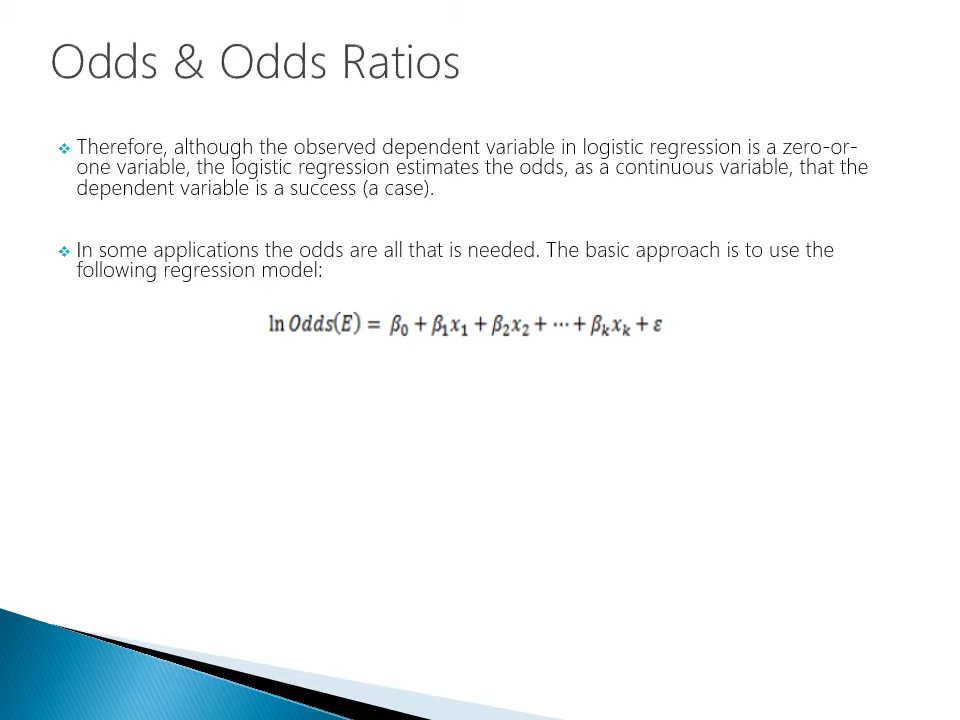 Odds & Odds Ratios
❖ Therefore, although the observed dependent variable in logistic regression is a zero-or-
one variable, the logistic regression estimates the odds, as a continuous variable, that the
dependent variable is a success (a case).
❖ In some applications the odds are all that is needed. The basic approach is to use the
following regression model:
ln Odds(E) = β₀ + β₁x₁ + β₂x₂ + ⋯ + βₖxₖ + ε